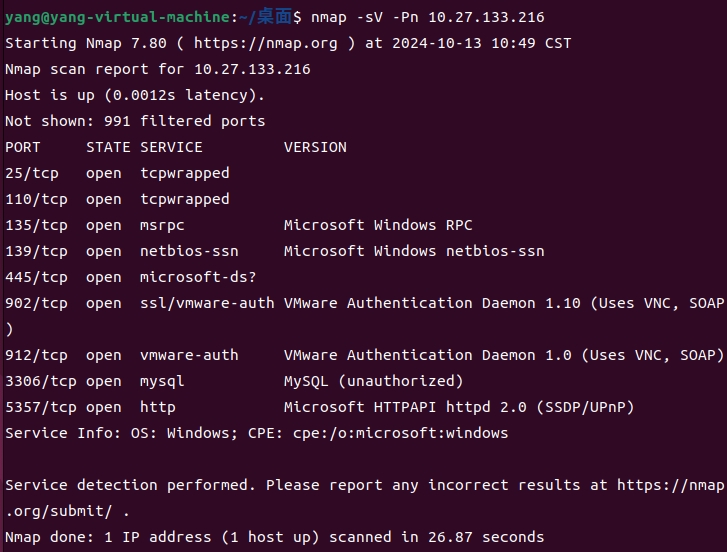 yang@yang-virtual-machine:~/桌面$ nmap -sV -Pn 10.27.133.216
Starting Nmap 7.80 ( https://nmap.org ) at 2024-10-13 10:49 CST
Nmap scan report for 10.27.133.216
Host is up (0.0012s latency).
Not shown: 991 filtered ports
PORT     STATE SERVICE         VERSION
25/tcp   open  tcpwrapped
110/tcp  open  tcpwrapped
135/tcp  open  msrpc           Microsoft Windows RPC
139/tcp  open  netbios-ssn     Microsoft Windows netbios-ssn
445/tcp  open  microsoft-ds?
902/tcp  open  ssl/vmware-auth VMware Authentication Daemon 1.10 (Uses VNC, SOAP
)
912/tcp  open  vmware-auth     VMware Authentication Daemon 1.0 (Uses VNC, SOAP)
3306/tcp open  mysql           MySQL (unauthorized)
5357/tcp open  http            Microsoft HTTPAPI httpd 2.0 (SSDP/UPnP)
Service Info: OS: Windows; CPE: cpe:/o:microsoft:windows

Service detection performed. Please report any incorrect results at https://nmap
.org/submit/ .
Nmap done: 1 IP address (1 host up) scanned in 26.87 seconds